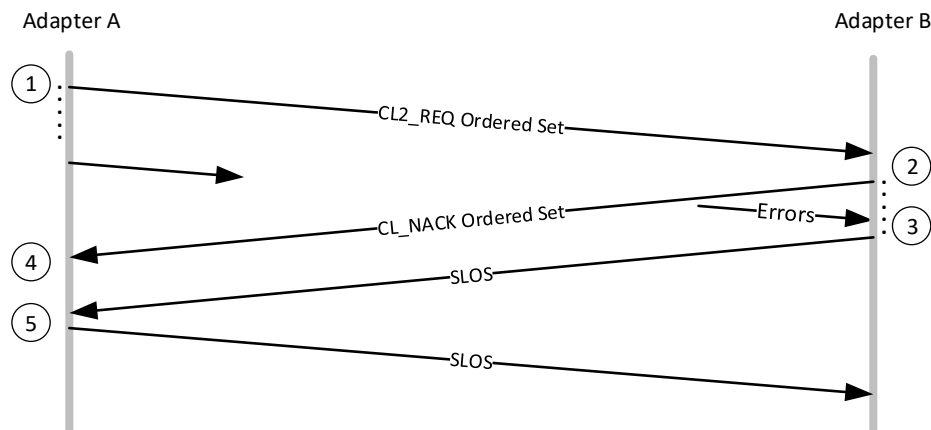 Adapter A
Adapter B
1
CL2_REQ Ordered Set
2
CL_NACK Ordered Set
Errors
3
4
SLOS
5
SLOS